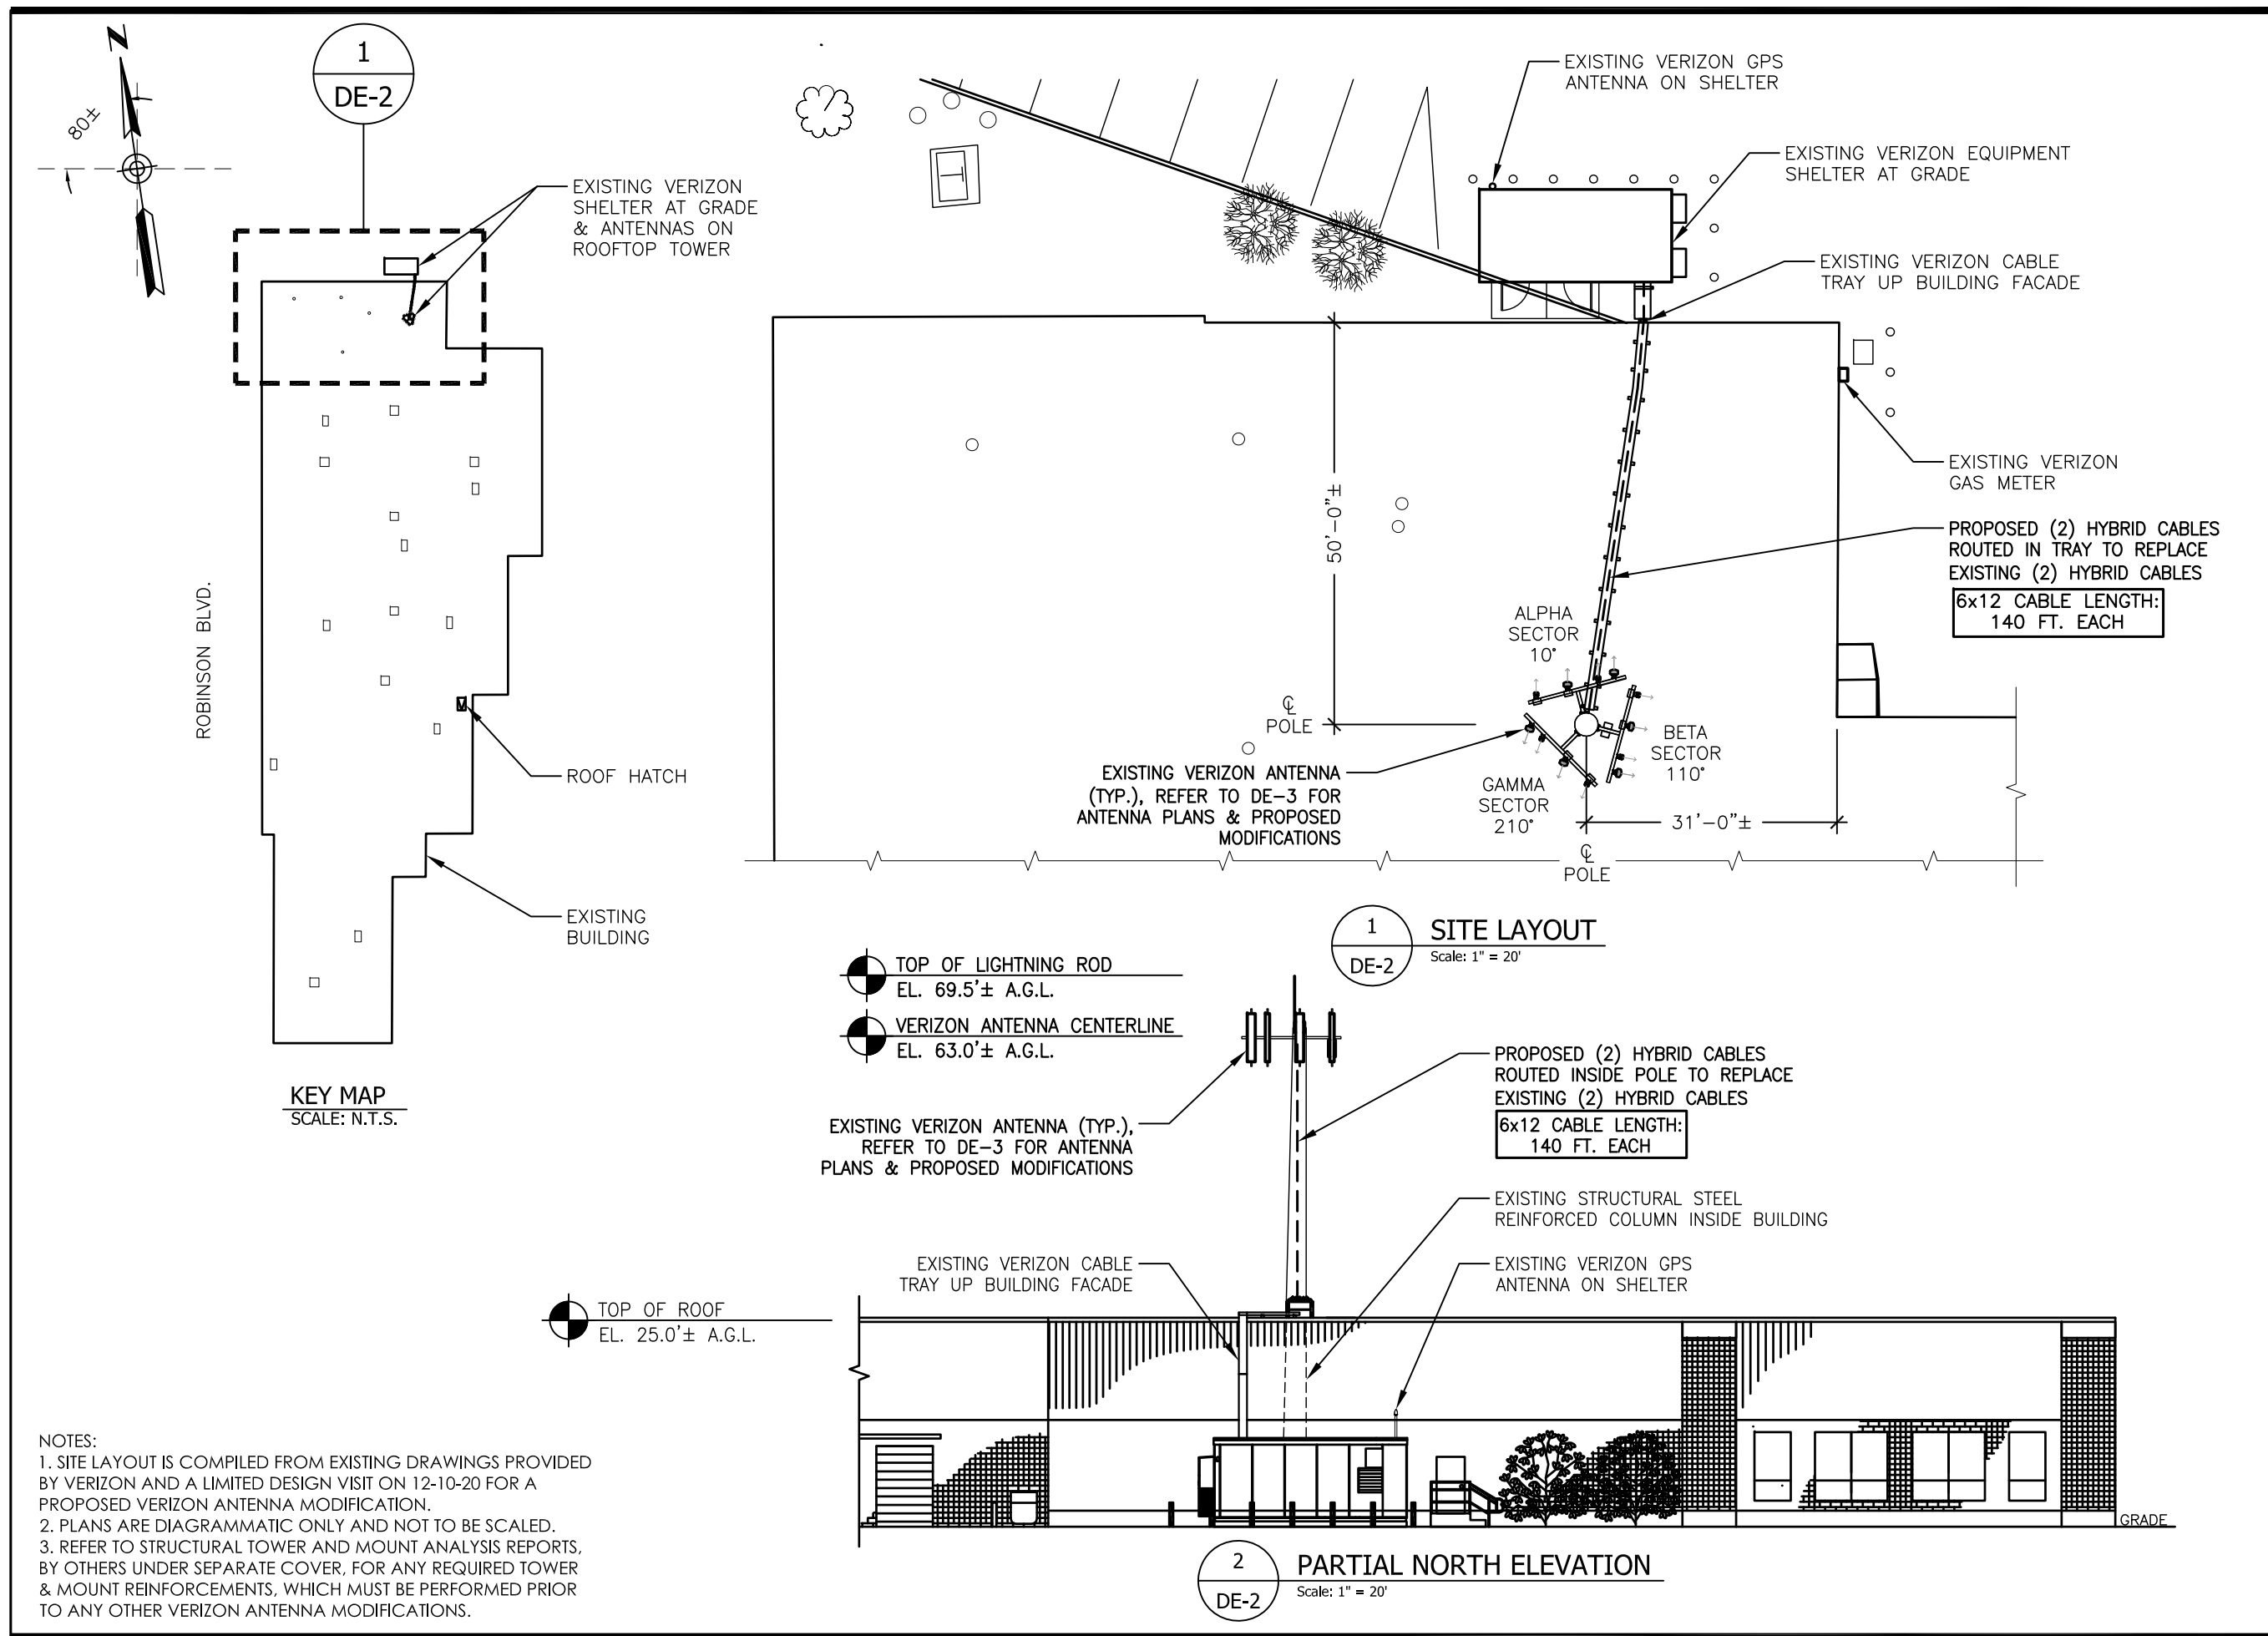 N
80±
1
DE-2
EXISTING VERIZON
SHELTER AT GRADE
& ANTENNAS ON
ROOFTOP TOWER
ROBINSON BLVD.
ROOF HATCH
EXISTING
BUILDING
KEY MAP
SCALE: N.T.S.
EXISTING VERIZON GPS
ANTENNA ON SHELTER
EXISTING VERIZON EQUIPMENT
SHELTER AT GRADE
EXISTING VERIZON CABLE
TRAY UP BUILDING FACADE
EXISTING VERIZON
GAS METER
PROPOSED (2) HYBRID CABLES
ROUTED IN TRAY TO REPLACE
EXISTING (2) HYBRID CABLES
6x12 CABLE LENGTH:
140 FT. EACH
50'-0"±
ALPHA
SECTOR
10°
℄
POLE
BETA
SECTOR
110°
GAMMA
SECTOR
210°
EXISTING VERIZON ANTENNA
(TYP.), REFER TO DE-3 FOR
ANTENNA PLANS & PROPOSED
MODIFICATIONS
31'-0"±
℄
POLE
1
DE-2
SITE LAYOUT
Scale: 1" = 20'
TOP OF LIGHTNING ROD
EL. 69.5'± A.G.L.
VERIZON ANTENNA CENTERLINE
EL. 63.0'± A.G.L.
PROPOSED (2) HYBRID CABLES
ROUTED INSIDE POLE TO REPLACE
EXISTING (2) HYBRID CABLES
6x12 CABLE LENGTH:
140 FT. EACH
EXISTING VERIZON ANTENNA (TYP.),
REFER TO DE-3 FOR ANTENNA
PLANS & PROPOSED MODIFICATIONS
EXISTING STRUCTURAL STEEL
REINFORCED COLUMN INSIDE BUILDING
EXISTING VERIZON CABLE
TRAY UP BUILDING FACADE
EXISTING VERIZON GPS
ANTENNA ON SHELTER
TOP OF ROOF
EL. 25.0'± A.G.L.
GRADE
2
DE-2
PARTIAL NORTH ELEVATION
Scale: 1" = 20'
NOTES:
1. SITE LAYOUT IS COMPILED FROM EXISTING DRAWINGS PROVIDED
BY VERIZON AND A LIMITED DESIGN VISIT ON 12-10-20 FOR A
PROPOSED VERIZON ANTENNA MODIFICATION.
2. PLANS ARE DIAGRAMMATIC ONLY AND NOT TO BE SCALED.
3. REFER TO STRUCTURAL TOWER AND MOUNT ANALYSIS REPORTS,
BY OTHERS UNDER SEPARATE COVER, FOR ANY REQUIRED TOWER
& MOUNT REINFORCEMENTS, WHICH MUST BE PERFORMED PRIOR
TO ANY OTHER VERIZON ANTENNA MODIFICATIONS.